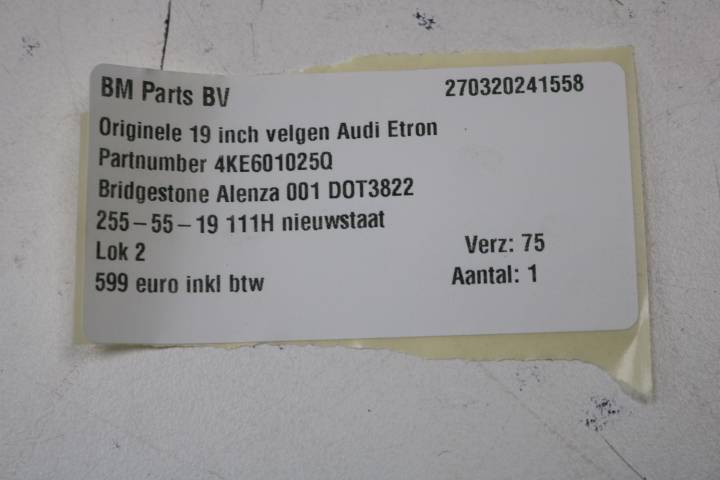 BM Parts BV 270320241558
Originele 19 inch velgen Audi Etron
Partnumber 4KE601025Q
Bridgestone Alenza 001 DOT3822
255-55-19 111H nieuwstaat
Lok 2 Verz: 75
599 euro inkl btw Aantal: 1